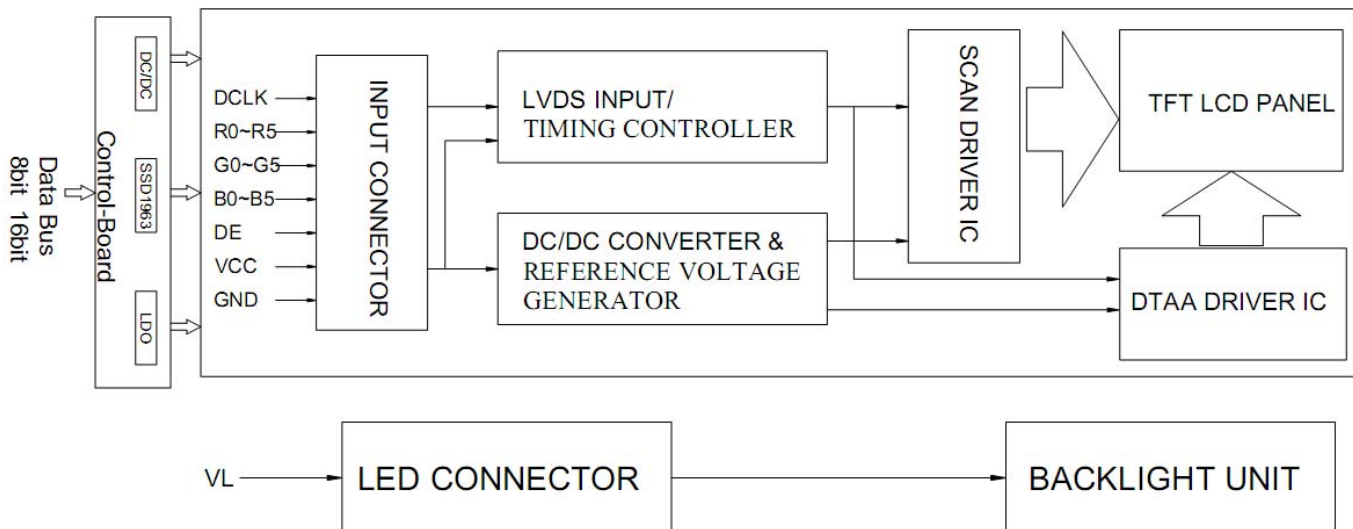 Data Bus
8bit  16bit
Control-Board
DC/DC
SSD1963
LDO
DCLK
R0~R5
G0~G5
B0~B5
DE
VCC
GND
INPUT CONNECTOR
LVDS INPUT/
TIMING CONTROLLER
DC/DC CONVERTER &
REFERENCE VOLTAGE
GENERATOR
SCAN DRIVER IC
TFT LCD PANEL
DTAA DRIVER IC
VL
LED CONNECTOR
BACKLIGHT UNIT